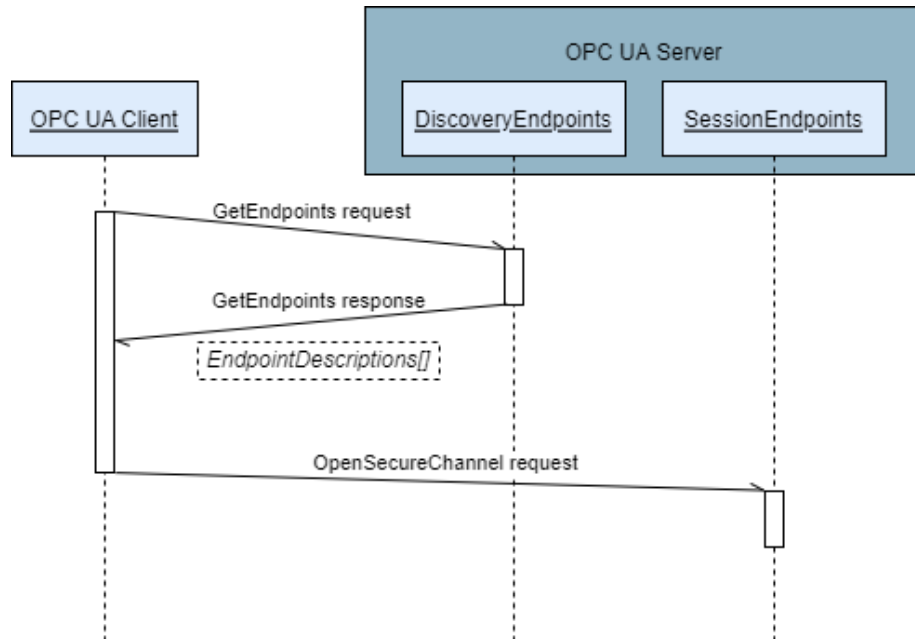 OPC UA Server
OPC UA Client
DiscoveryEndpoints
SessionEndpoints
GetEndpoints request
GetEndpoints response
EndpointDescriptions[]
OpenSecureChannel request